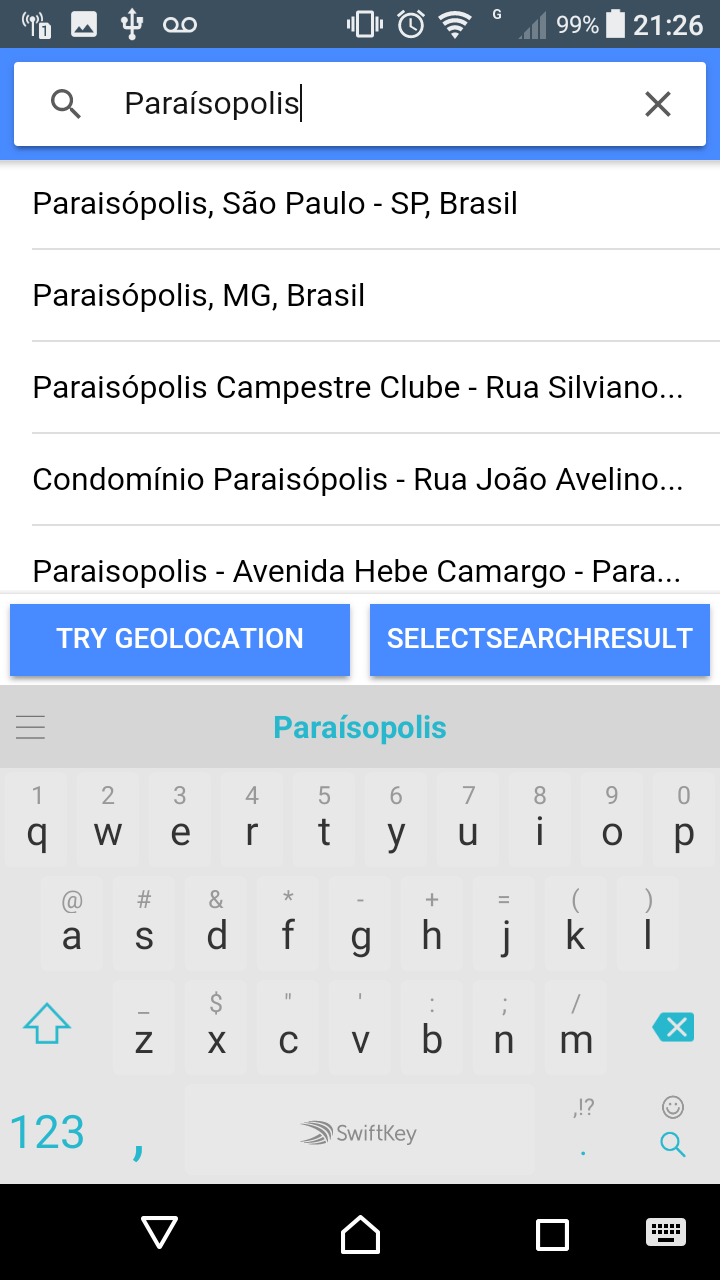 1 G 99% 21:26
Paraísopolis
Paraisópolis, São Paulo - SP, Brasil
Paraisópolis, MG, Brasil
Paraisópolis Campestre Clube - Rua Silviano...
Condomínio Paraisópolis - Rua João Avelino...
Paraisopolis - Avenida Hebe Camargo - Para...
TRY GEOLOCATION SELECTSEARCHRESULT
Paraísopolis
1 2 3 4 5 6 7 8 9 0
q w e r t y u i o p
@ # & * - + = ( )
a s d f g h j k l
_ $ " ' : ; /
z x c v b n m
,!?
123 , SwiftKey .